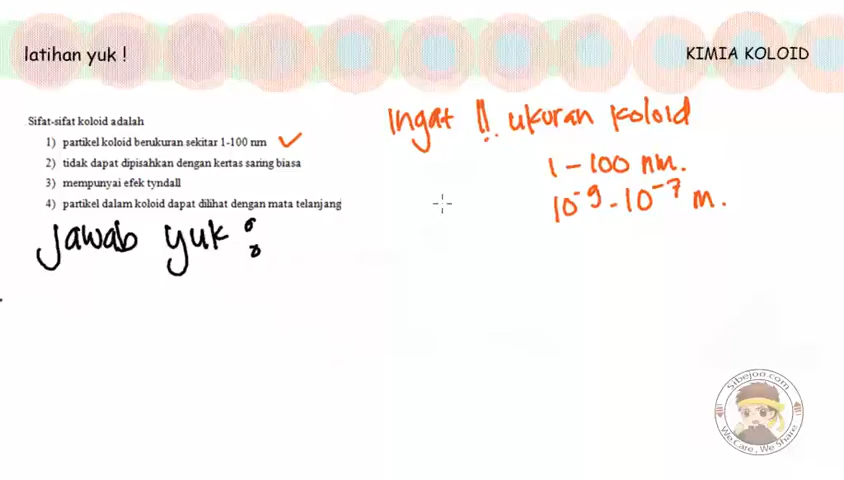 latihan yuk !
KIMIA KOLOID
Sifat-sifat koloid adalah
1) partikel koloid berukuran sekitar 1-100 nm
2) tidak dapat dipisahkan dengan kertas saring biasa
3) mempunyai efek tyndall
4) partikel dalam koloid dapat dilihat dengan mata telanjang
Jawab yuk :
Ingat !! ukuran koloid
1 – 100 nm.
10⁻⁹ - 10⁻⁷ m.
Sibejoo.com
We Care, We Share